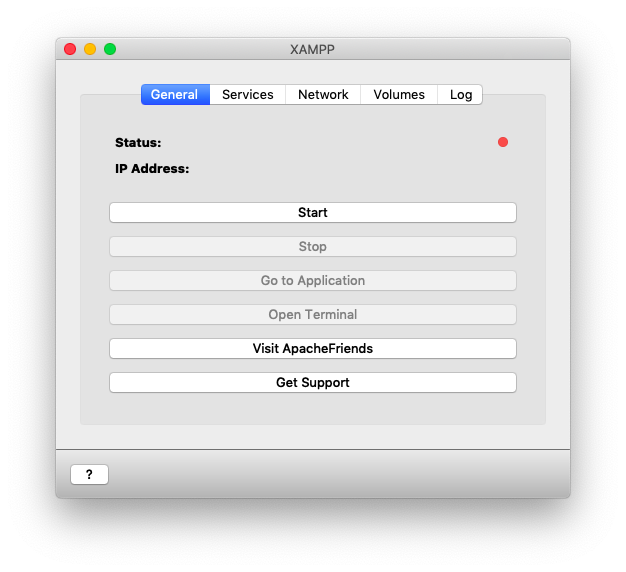 XAMPP
General Services Network Volumes Log
Status:
IP Address:
Start
Stop
Go to Application
Open Terminal
Visit ApacheFriends
Get Support
?